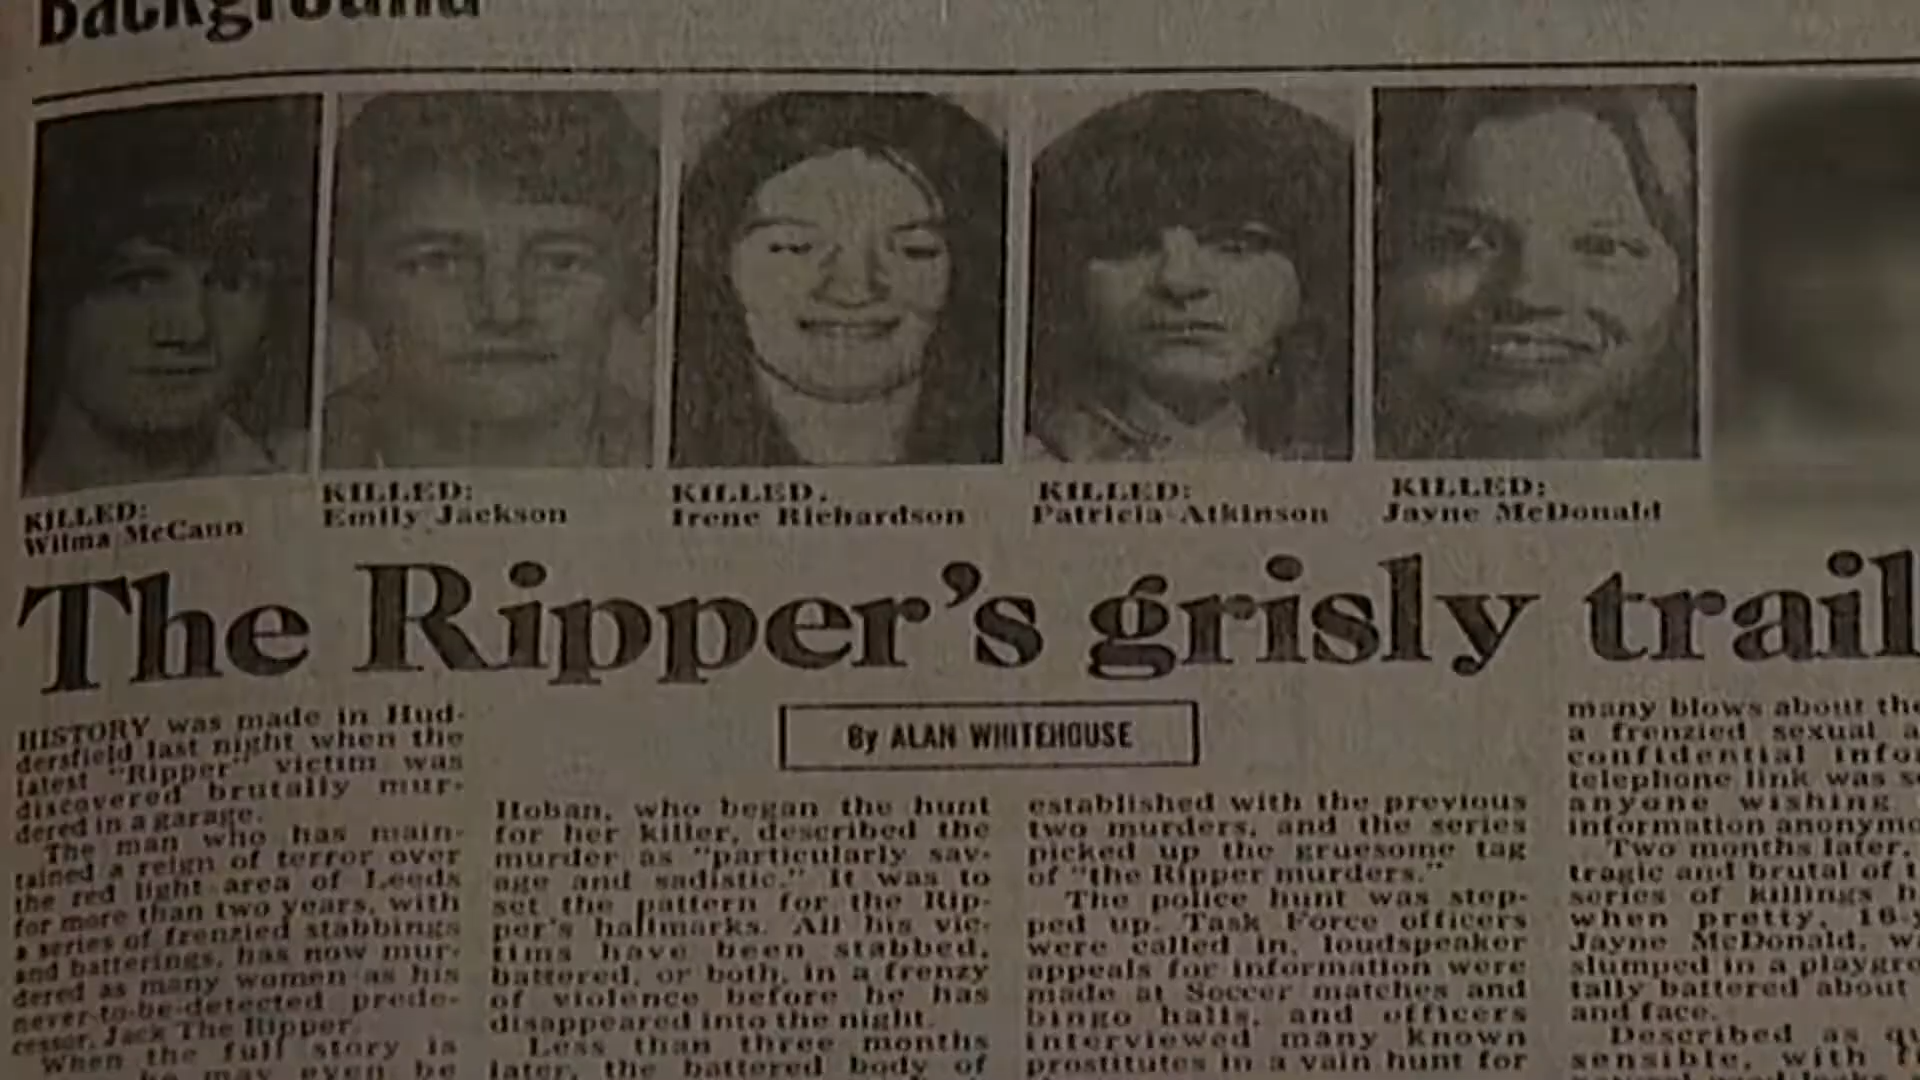 Background
KILLED:
Wilma McCann
KILLED:
Emily Jackson
KILLED.
Irene Richardson
KILLED:
Patricia Atkinson
KILLED:
Jayne McDonald
The Ripper's grisly trail
By ALAN WHITEHOUSE
HISTORY was made in Hud-
dersfield last night when the
latest "Ripper" victim was
discovered brutally mur-
dered in a garage.
The man who has main-
tained a reign of terror over
the red light area of Leeds
for more than two years, with
a series of frenzied stabbings
and batterings, has now mur-
dered as many women as his
never-to-be-detected prede-
cessor, Jack The Ripper.
When the full story is
he may even be
Hoban, who began the hunt
for her killer, described the
murder as "particularly sav-
age and sadistic." It was to
set the pattern for the Rip-
per's hallmarks. All his vic-
tims have been stabbed,
battered, or both, in a frenzy
of violence before he has
disappeared into the night.
Less than three months
later, the battered body of
established with the previous
two murders, and the series
picked up the gruesome tag
of "the Ripper murders."
The police hunt was step-
ped up. Task Force officers
were called in, loudspeaker
appeals for information were
made at Soccer matches and
bingo halls, and officers
interviewed many known
prostitutes in a vain hunt for
many blows about the
a frenzied sexual a
confidential infor
telephone link was s
anyone wishing
information anonymo
Two months later,
tragic and brutal of t
series of killings h
when pretty, 16-y
Jayne McDonald, w
slumped in a playgro
tally battered about
and face.
Described as qu
sensible, with